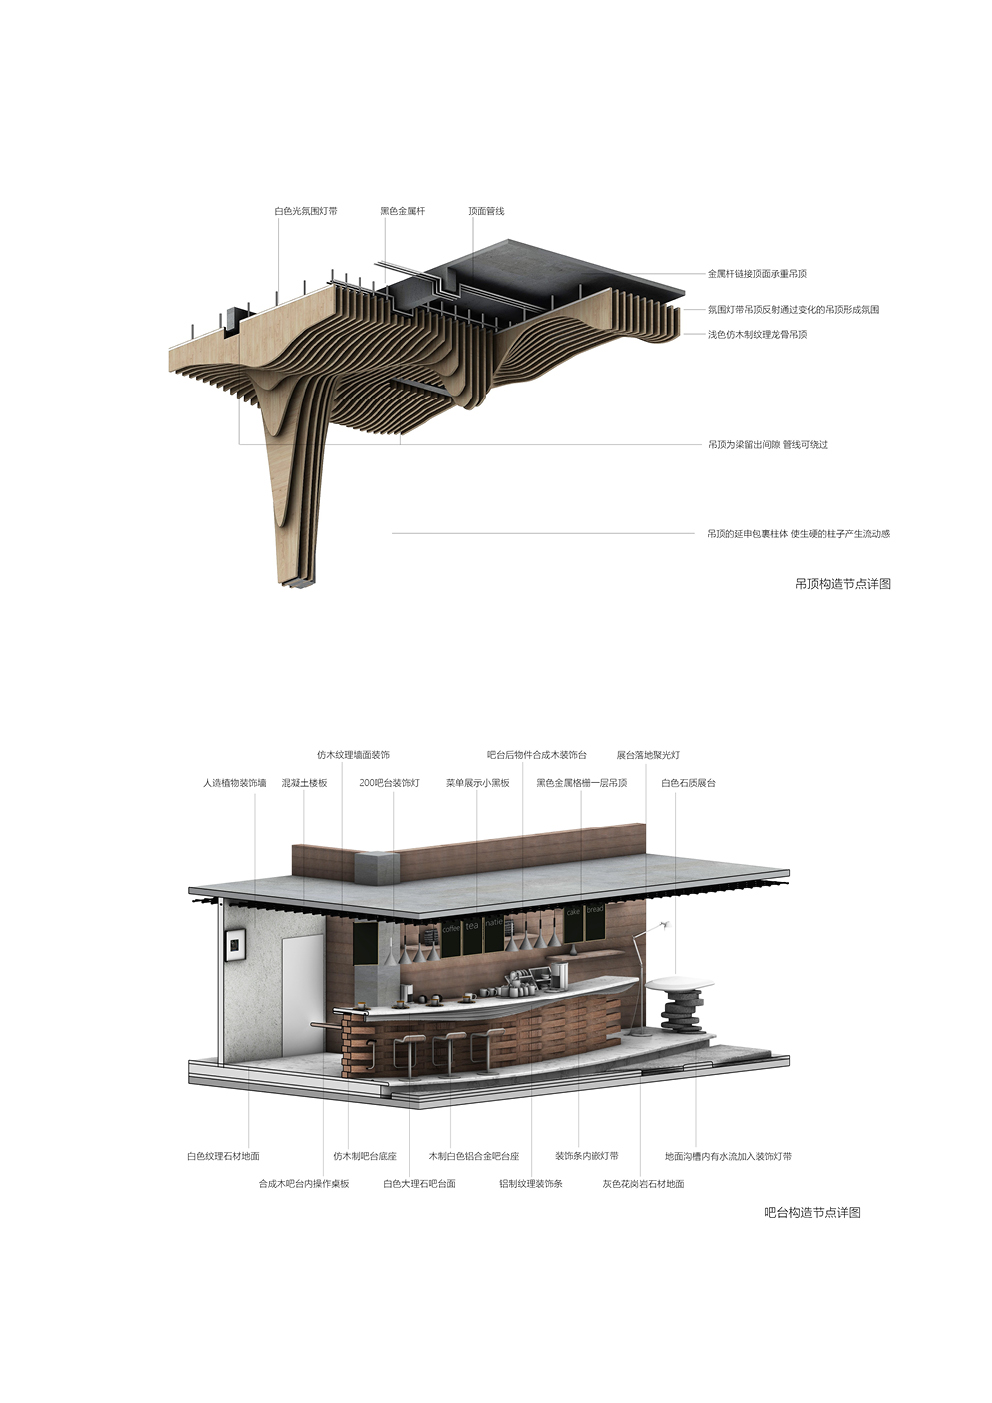 白色光氛围灯带 黑色金属杆 顶面管线
金属杆链接顶面承重吊顶
氛围灯带吊顶反射通过变化的吊顶形成氛围
浅色仿木制纹理龙骨吊顶
吊顶为梁留出间隙 管线可绕过
吊顶的延申包裹柱体 使生硬的柱子产生流动感
吊顶构造节点详图
仿木纹理墙面装饰 吧台后物件合成木装饰台 展台落地聚光灯
人造植物装饰墙 混凝土楼板 200吧台装饰灯 菜单展示小黑板 黑色金属格栅一层吊顶 白色石质展台
coffee tea natie cake bread
白色纹理石材地面 仿木制吧台底座 木制白色铝合金吧台座 装饰条内嵌灯带 地面沟槽内有水流加入装饰灯带
合成木吧台内操作桌板 白色大理石吧台面 铝制纹理装饰条 灰色花岗岩石材地面
吧台构造节点详图